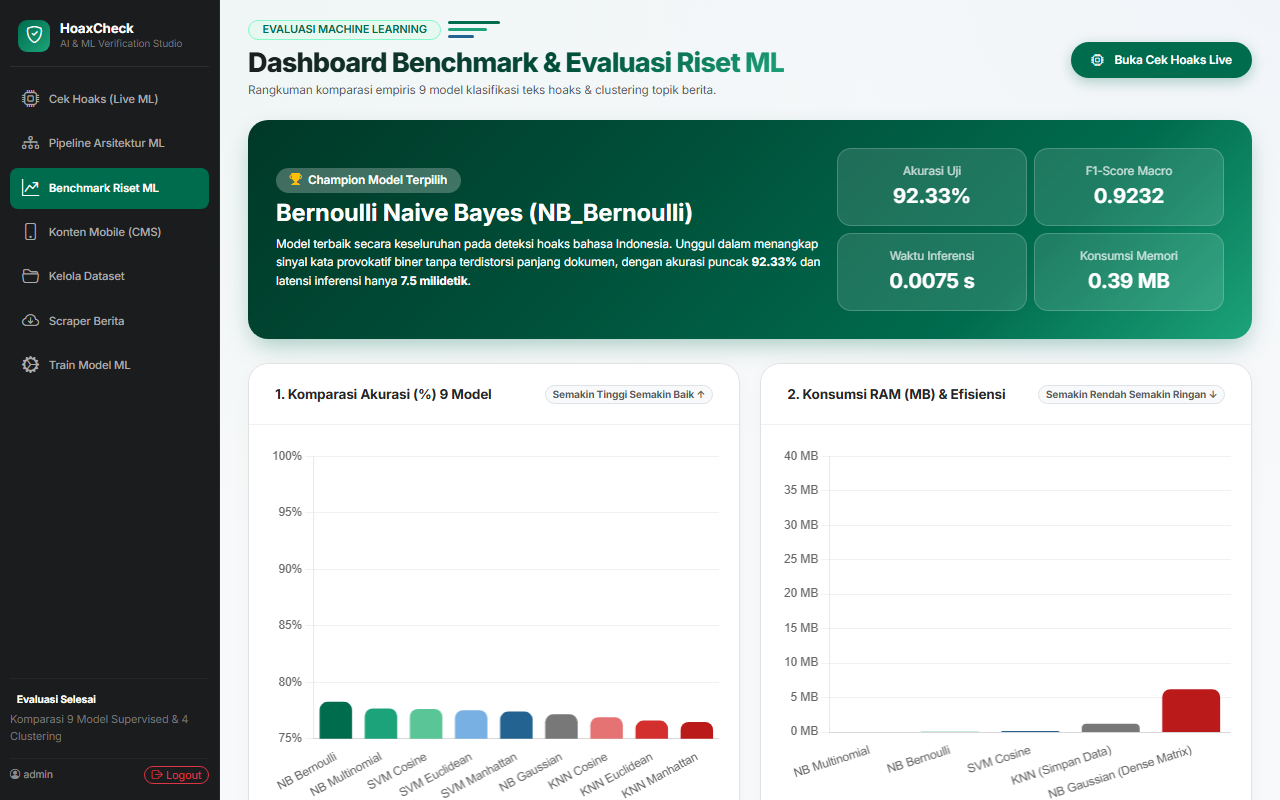 HoaxCheck
AI & ML Verification Studio
Cek Hoaks (Live ML)
Pipeline Arsitektur ML
Benchmark Riset ML
Konten Mobile (CMS)
Kelola Dataset
Scraper Berita
Train Model ML
Evaluasi Selesai
Komparasi 9 Model Supervised & 4
Clustering
admin
Logout
EVALUASI MACHINE LEARNING
Dashboard Benchmark & Evaluasi Riset ML
Rangkuman komparasi empiris 9 model klasifikasi teks hoaks & clustering topik berita.
Buka Cek Hoaks Live
Champion Model Terpilih
Bernoulli Naive Bayes (NB_Bernoulli)
Model terbaik secara keseluruhan pada deteksi hoaks bahasa Indonesia. Unggul dalam menangkap
sinyal kata provokatif biner tanpa terdistorsi panjang dokumen, dengan akurasi puncak 92.33% dan
latensi inferensi hanya 7.5 milidetik.
Akurasi Uji
92.33%
F1-Score Macro
0.9232
Waktu Inferensi
0.0075 s
Konsumsi Memori
0.39 MB
1. Komparasi Akurasi (%) 9 Model
Semakin Tinggi Semakin Baik ↑
100%
95%
90%
85%
80%
75%
NB Bernoulli
NB Multinomial
SVM Cosine
SVM Euclidean
SVM Manhattan
NB Gaussian
KNN Cosine
KNN Euclidean
KNN Manhattan
2. Konsumsi RAM (MB) & Efisiensi
Semakin Rendah Semakin Ringan ↓
40 MB
35 MB
30 MB
25 MB
20 MB
15 MB
10 MB
5 MB
0 MB
NB Multinomial
NB Bernoulli
SVM Cosine
KNN (Simpan Data)
NB Gaussian (Dense Matrix)